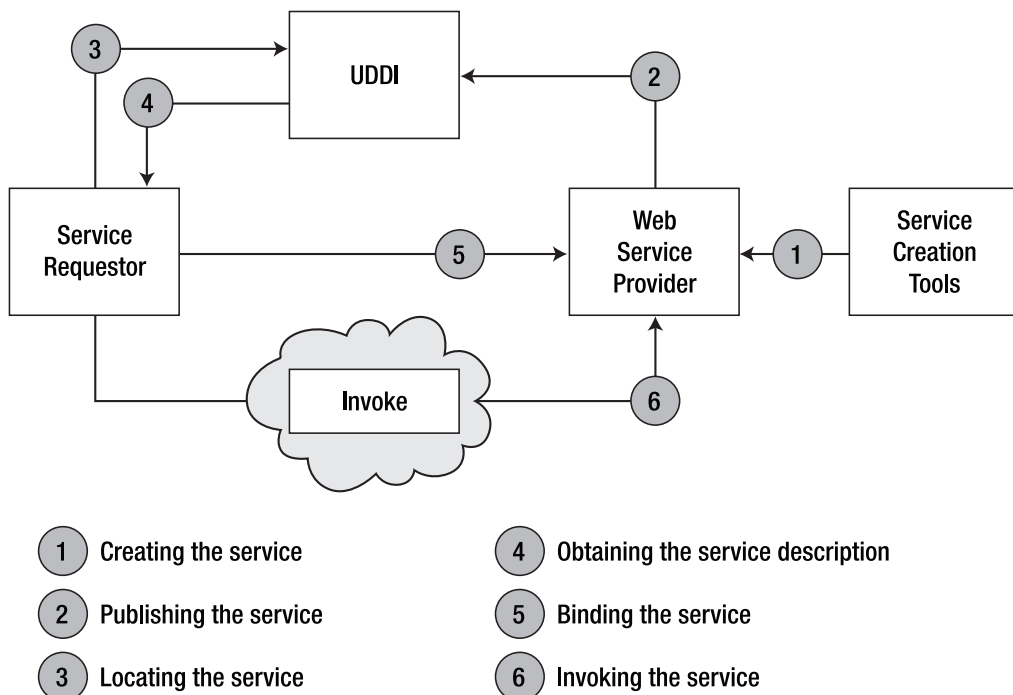 3
UDDI
2
4
Service
Requestor
5
Web
Service
Provider
1
Service
Creation
Tools
Invoke
6
1 Creating the service
2 Publishing the service
3 Locating the service
4 Obtaining the service description
5 Binding the service
6 Invoking the service